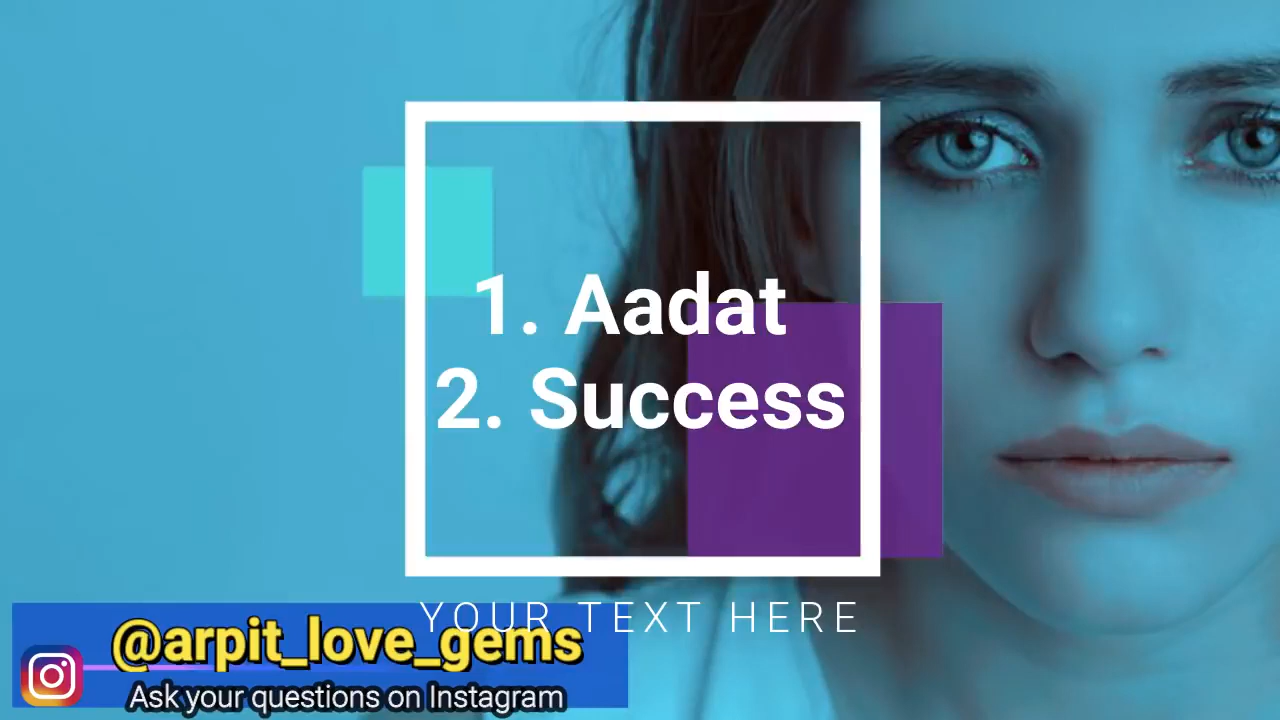 1. Aadat
2. Success
YOUR TEXT HERE
@arpit_love_gems
Ask your questions on Instagram